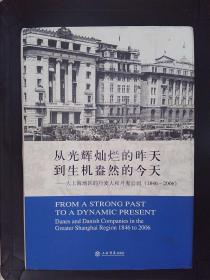 从光辉灿烂的昨天
到生机盎然的今天
——大上海地区的丹麦人和丹麦公司（1846—2006）
FROM A STRONG PAST
TO A DYNAMIC PRESENT
Danes and Danish Companies in the
Greater Shanghai Region 1846 to 2006